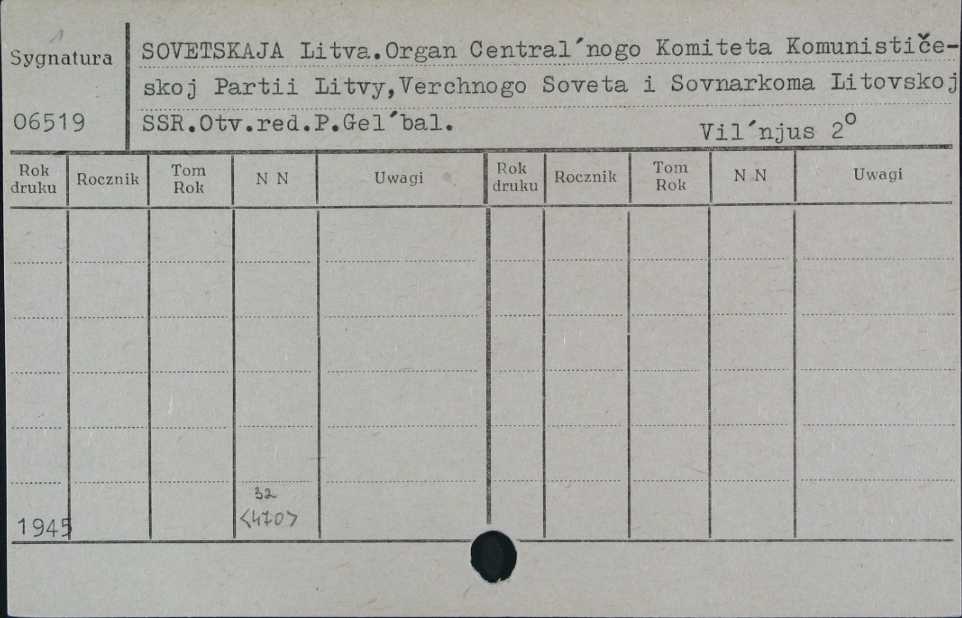 Sygnatura
06519
SOVETSKAJA Litva.Organ Central´nogo Komiteta Komunističe-
skoj Partii Litvy,Verchnogo Soveta i Sovnarkoma Litovskoj
SSR.Otv.red.P.Gel´bal.
Vil´njus 2°
Rok druku Rocznik Tom Rok N N Uwagi Rok druku Rocznik Tom Rok N N Uwagi
32
1945 <470>